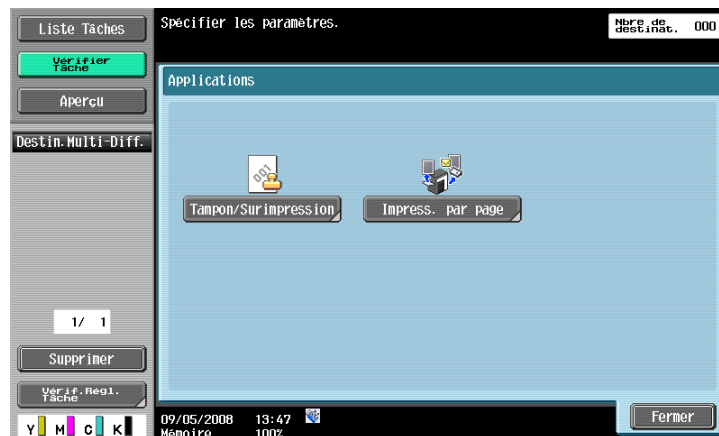 Liste Tâches
Spécifier les paramètres.
Nbre de
destinat. 000
Vérifier
Tâche
Applications
Aperçu
Destin.Multi-Diff.
001
Tampon/Surimpression
Impress. par page
1/ 1
Supprimer
Vérif.Régl.
Tâche
09/05/2008 13:47
Mémoire 100%
Fermer
Y M C K